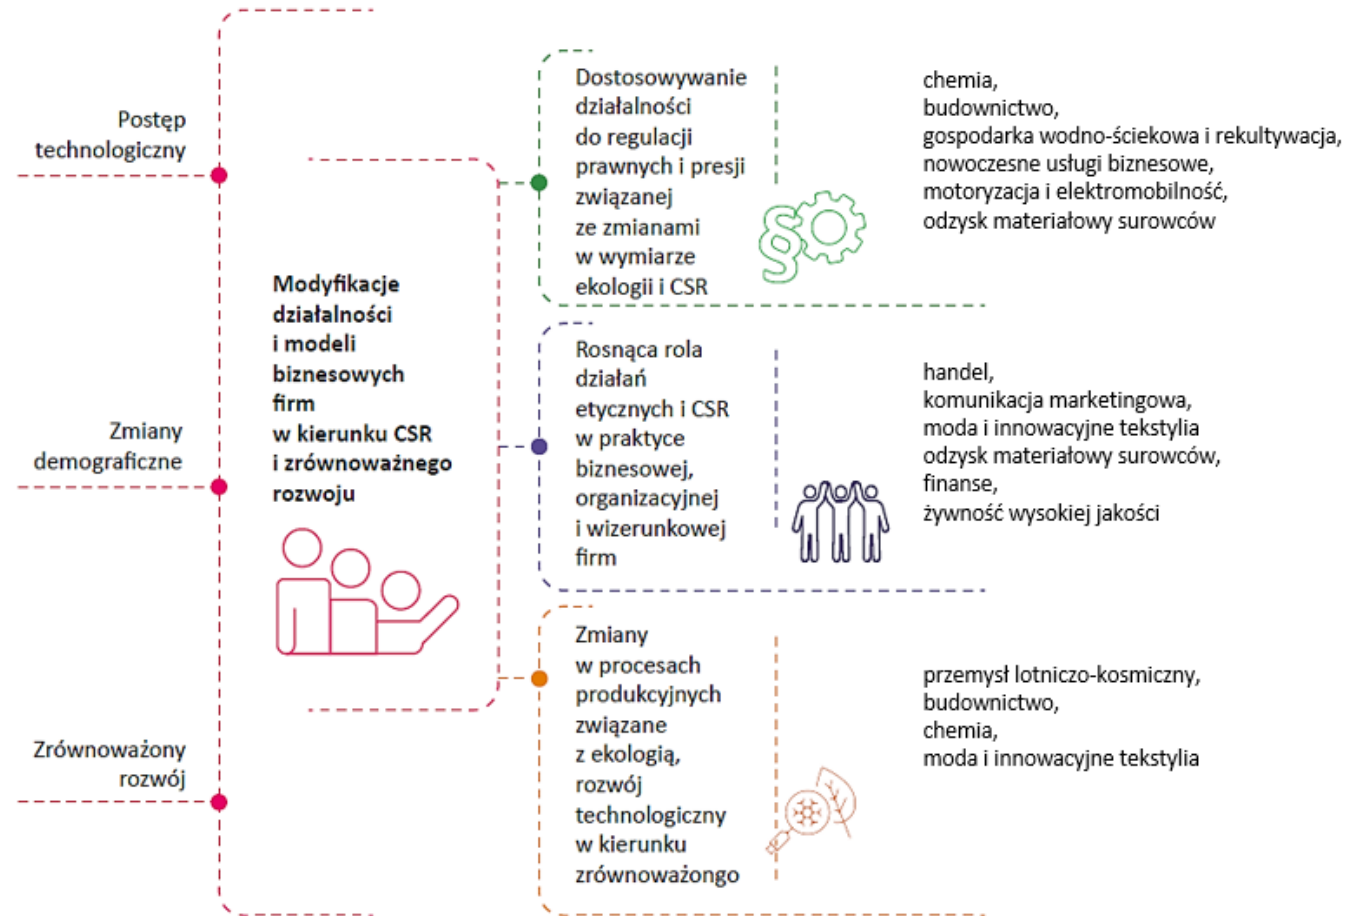 Postęp
technologiczny
Zmiany
demograficzne
Zrównoważony
rozwój
Modyfikacje
działalności
i modeli
biznesowych
firm
w kierunku CSR
i zrównoważnego
rozwoju
Dostosowywanie
działalności
do regulacji
prawnych i presji
związanej
ze zmianami
w wymiarze
ekologii i CSR
chemia,
budownictwo,
gospodarka wodno-ściekowa i rekultywacja,
nowoczesne usługi biznesowe,
motoryzacja i elektromobilność,
odzysk materiałowy surowców
Rosnąca rola
działań
etycznych i CSR
w praktyce
biznesowej,
organizacyjnej
i wizerunkowej
firm
handel,
komunikacja marketingowa,
moda i innowacyjne tekstylia
odzysk materiałowy surowców,
finanse,
żywność wysokiej jakości
Zmiany
w procesach
produkcyjnych
związane
z ekologią,
rozwój
technologiczny
w kierunku
zrównoważongo
przemysł lotniczo-kosmiczny,
budownictwo,
chemia,
moda i innowacyjne tekstylia